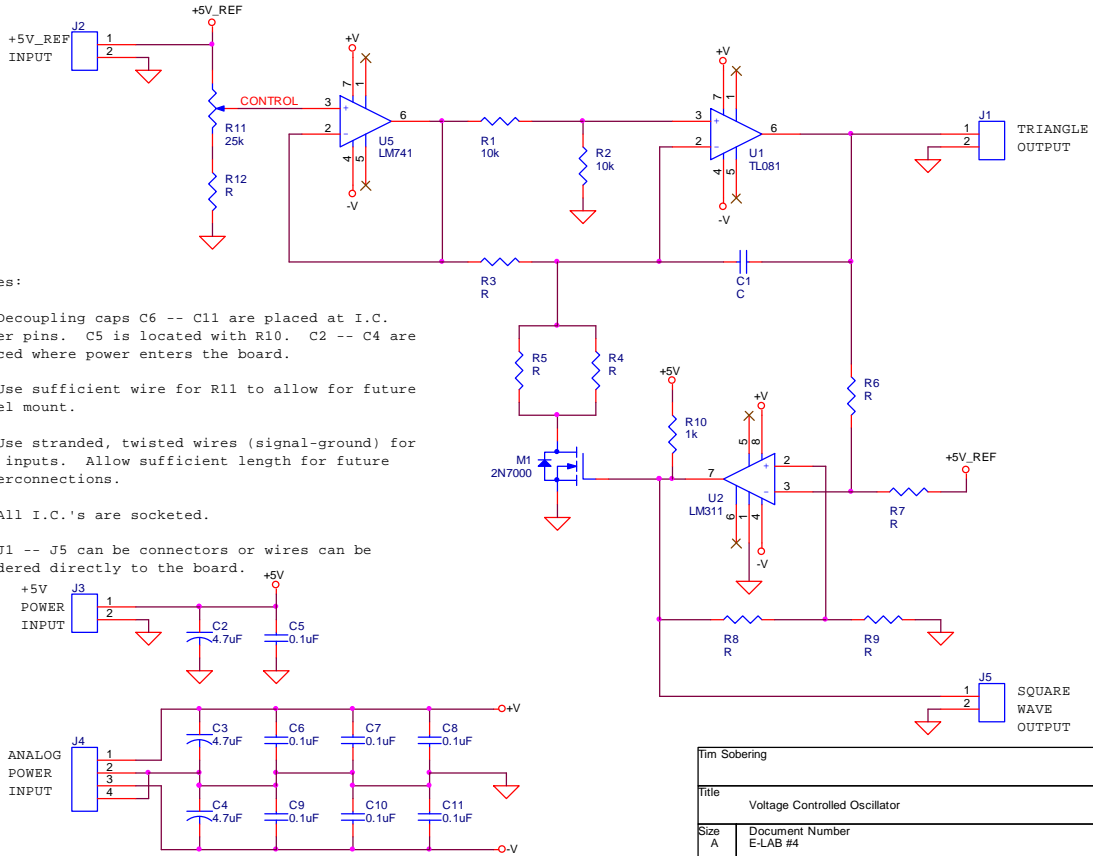 +5V_REF
J2
+5V_REF
INPUT
1
2
+V
7
1
CONTROL
3
+
2
-
6
R11
25k
U5
LM741
4
5
-V
R12
R
R1
10k
R2
10k
+V
7
1
3
+
2
-
6
U1
TL081
4
5
-V
J1
1
2
TRIANGLE
OUTPUT
R3
R
C1
C
es:
Decoupling caps C6 -- C11 are placed at I.C.
er pins. C5 is located with R10. C2 -- C4 are
ced where power enters the board.
Use sufficient wire for R11 to allow for future
el mount.
Use stranded, twisted wires (signal-ground) for
inputs. Allow sufficient length for future
erconnections.
All I.C.'s are socketed.
J1 -- J5 can be connectors or wires can be
dered directly to the board.
R5
R
R4
R
+5V
R10
1k
M1
2N7000
+V
5
8
7
+
2
-
3
U2
LM311
6
1
4
-V
R6
R
+5V_REF
R7
R
R8
R
R9
R
J5
1
2
SQUARE
WAVE
OUTPUT
+5V
POWER
INPUT
J3
1
2
+5V
C2
4.7uF
C5
0.1uF
ANALOG
POWER
INPUT
J4
1
2
3
4
C3
4.7uF
C6
0.1uF
C7
0.1uF
C8
0.1uF
+V
C4
4.7uF
C9
0.1uF
C10
0.1uF
C11
0.1uF
-V
Tim Sobering
Title
Voltage Controlled Oscillator
Size
A
Document Number
E-LAB #4